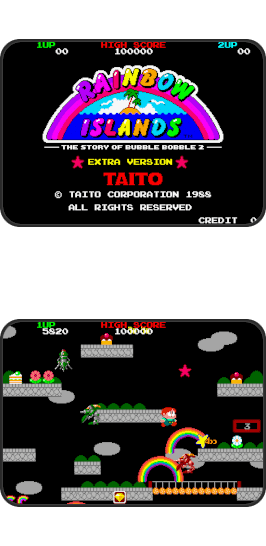 1UP HIGH SCORE 2UP
00 100000 00
RAINBOW
ISLANDS
THE STORY OF BUBBLE BOBBLE 2
EXTRA VERSION
TAITO
© TAITO CORPORATION 1988
ALL RIGHTS RESERVED
CREDIT 0
1UP HIGH SCORE
5820 100000
3